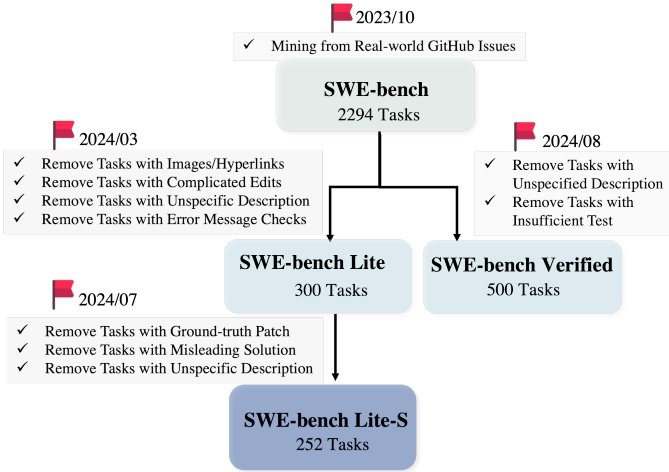 2023/10
✓ Mining from Real-world GitHub Issues
SWE-bench
2294 Tasks
2024/03
✓ Remove Tasks with Images/Hyperlinks
✓ Remove Tasks with Complicated Edits
✓ Remove Tasks with Unspecific Description
✓ Remove Tasks with Error Message Checks
2024/08
✓ Remove Tasks with
Unspecified Description
✓ Remove Tasks with
Insufficient Test
SWE-bench Lite
300 Tasks
SWE-bench Verified
500 Tasks
2024/07
✓ Remove Tasks with Ground-truth Patch
✓ Remove Tasks with Misleading Solution
✓ Remove Tasks with Unspecific Description
SWE-bench Lite-S
252 Tasks